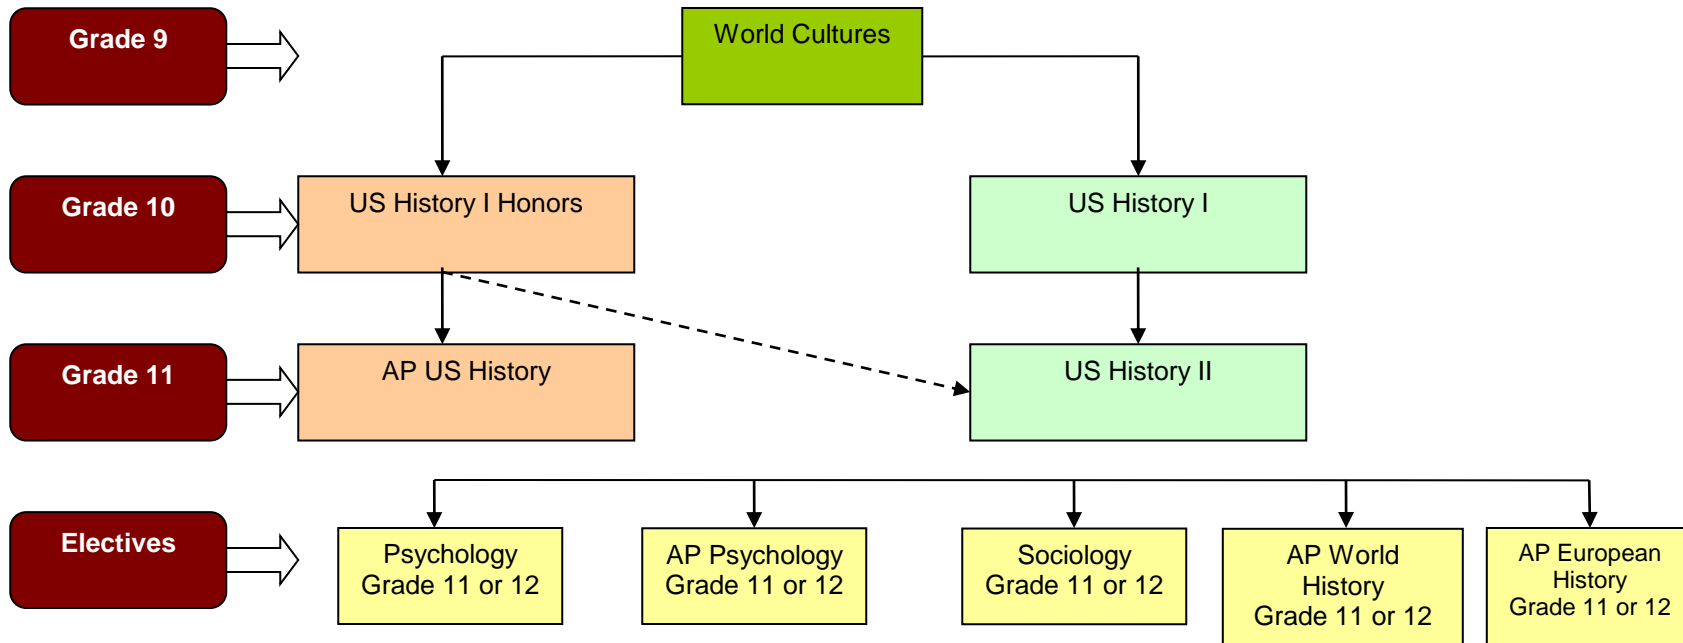 Grade 9
World Cultures
Grade 10
US History I Honors
US History I
Grade 11
AP US History
US History II
Electives
Psychology
Grade 11 or 12
AP Psychology
Grade 11 or 12
Sociology
Grade 11 or 12
AP World
History
Grade 11 or 12
AP European
History
Grade 11 or 12